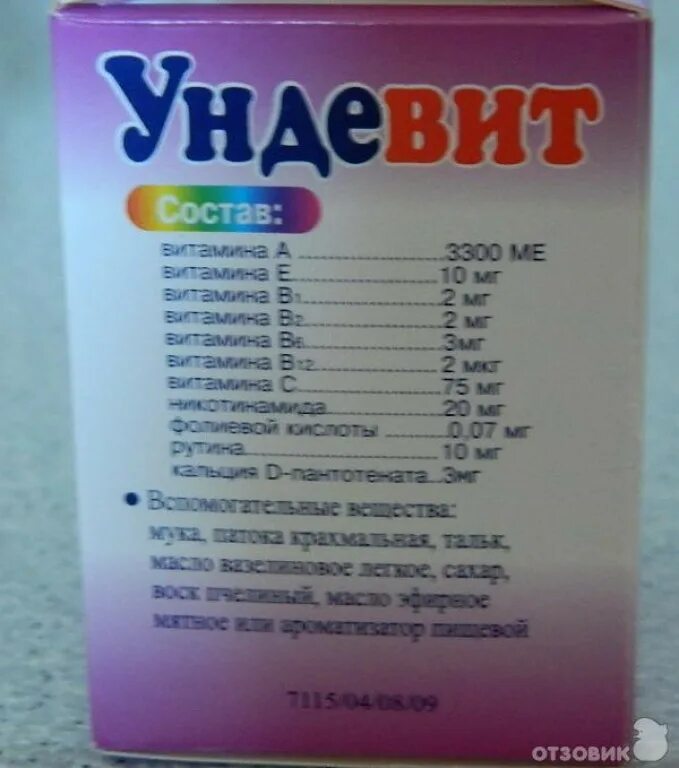 Ундевит
Состав:
витамина А ........................3300 МЕ
витамина Е........................10 мг
витамина В1........................2 мг
витамина В2........................2 мг
витамина В6........................3мг
витамина В12......................2 мкг
витамина С ........................75 мг
никотинамида....................20 мг
фолиевой кислоты ..........0,07 мг
рутина................................10 мг
кальция D-пантотената..3мг
• Вспомогательные вещества:
мука, патока крахмальная, тальк,
масло вазелиновое легкое, сахар,
воск пчелиный, масло эфирное
мятное или ароматизатор пищевой
7115/04/08/09
отзовик